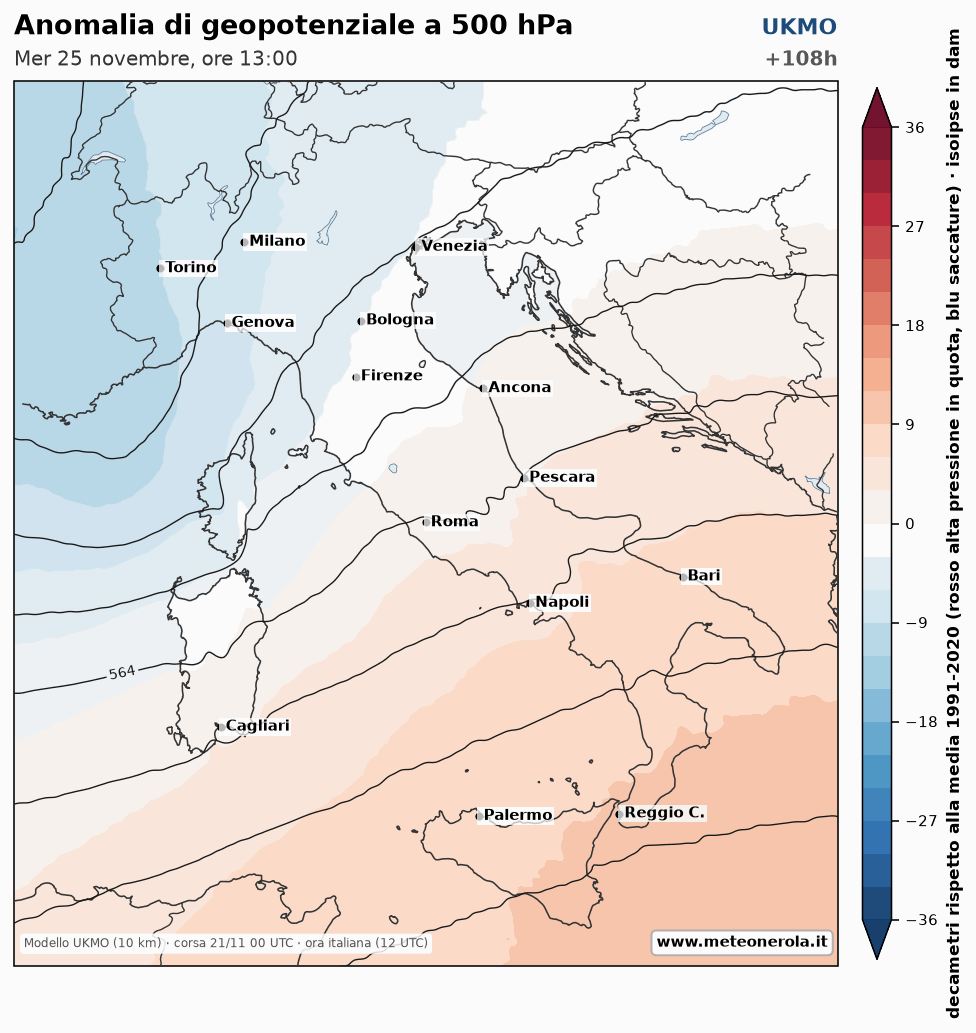 Anomalia di geopotenziale a 500 hPa
UKMO
Mer 25 novembre, ore 13:00
+108h
Milano
Venezia
Torino
Genova
Bologna
Firenze
Ancona
Pescara
Roma
Bari
Napoli
564
Cagliari
Palermo
Reggio C.
Modello UKMO (10 km) · corsa 21/11 00 UTC · ora italiana (12 UTC)
www.meteonerola.it
36
27
18
9
0
−9
−18
−27
−36
decametri rispetto alla media 1991-2020 (rosso alta pressione in quota, blu saccature) · isoipse in dam